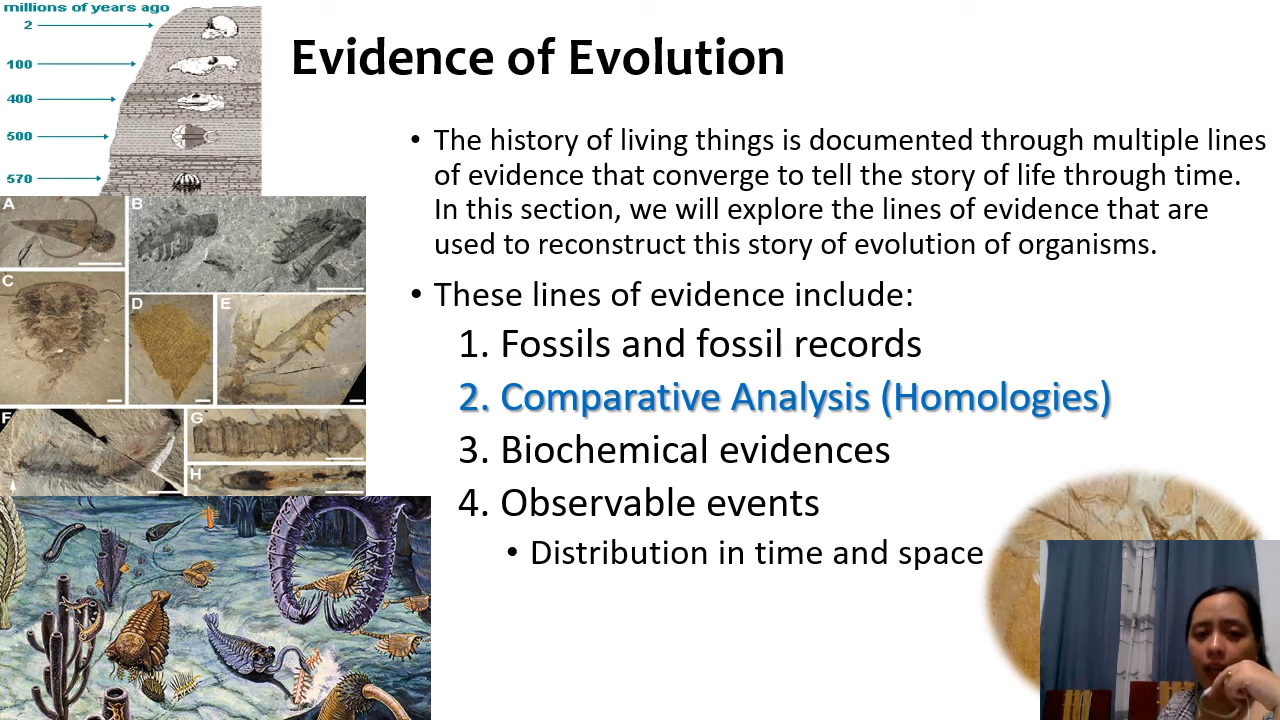 millions of years ago
2
100
400
500
570
A
B
C
D
E
F
G
H
Evidence of Evolution
• The history of living things is documented through multiple lines
of evidence that converge to tell the story of life through time.
In this section, we will explore the lines of evidence that are
used to reconstruct this story of evolution of organisms.
• These lines of evidence include:
1. Fossils and fossil records
2. Comparative Analysis (Homologies)
3. Biochemical evidences
4. Observable events
• Distribution in time and space